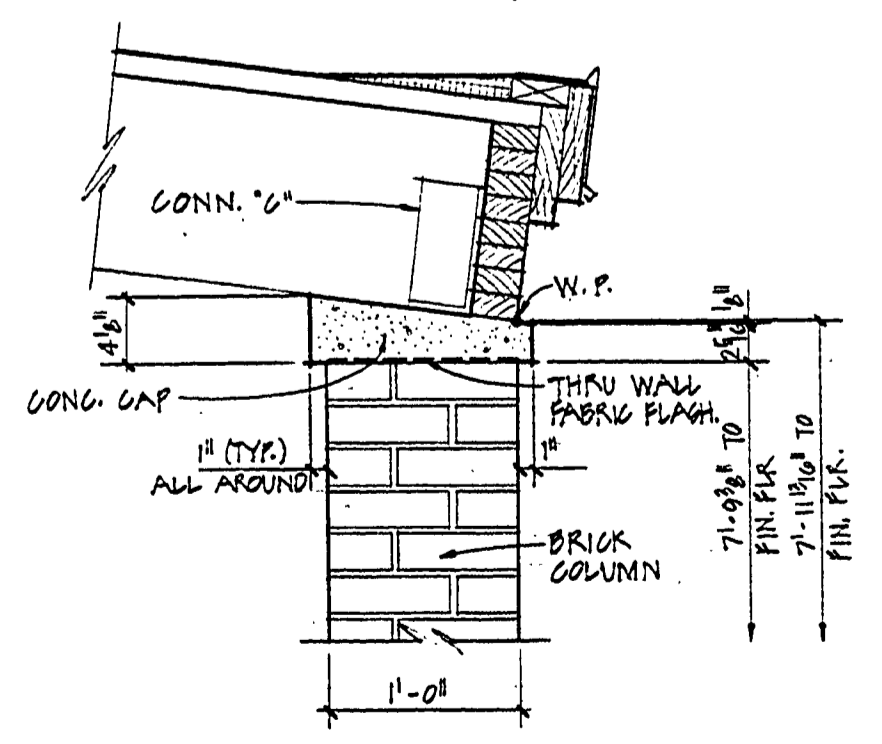 CONN. "C"
W.P.
4 1/8"
1/8"
2 5/16"
CONC. CAP
THRU WALL
FABRIC FLASH.
1" (TYP.)
ALL AROUND
1"
7'-9 3/8" TO
FIN. FLR
7'-11 13/16" TO
FIN. FLR.
BRICK
COLUMN
1'-0"